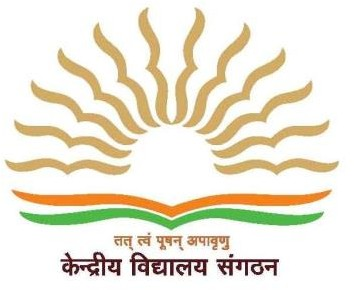 तत् त्वं पूषन् अपावृणु
केन्द्रीय विद्यालय संगठन